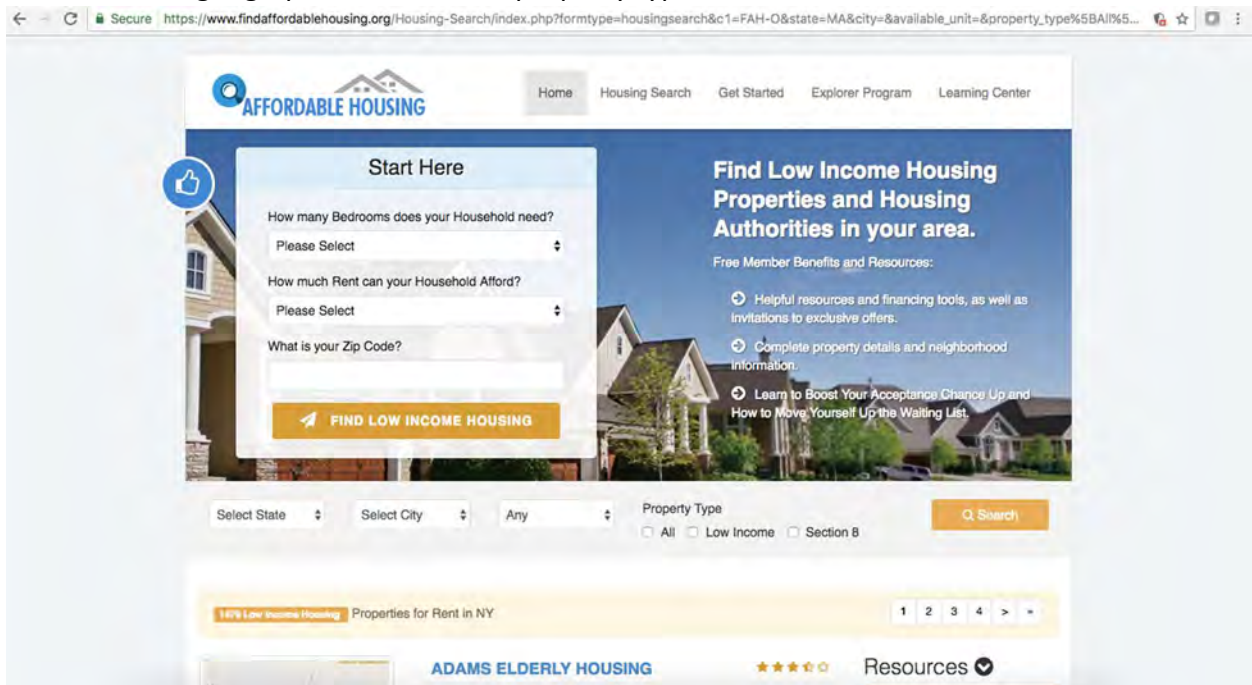 Secure https://www.findaffordablehousing.org/Housing-Search/index.php?formtype=housingsearch&c1=FAH-O&state=MA&city=&available_unit=&property_type%5BAll%5...
AFFORDABLE HOUSING
Home Housing Search Get Started Explorer Program Learning Center
Start Here
How many Bedrooms does your Household need?
Please Select
How much Rent can your Household Afford?
Please Select
What is your Zip Code?
FIND LOW INCOME HOUSING
Find Low Income Housing
Properties and Housing
Authorities in your area.
Free Member Benefits and Resources:
Helpful resources and financing tools, as well as
invitations to exclusive offers.
Complete property details and neighborhood
information.
Learn to Boost Your Acceptance Chance Up and
How to Move Yourself Up the Waiting List.
Select State Select City Any Property Type Search
All Low Income Section 8
Low Income Housing Properties for Rent in NY 1 2 3 4 > »
ADAMS ELDERLY HOUSING Resources